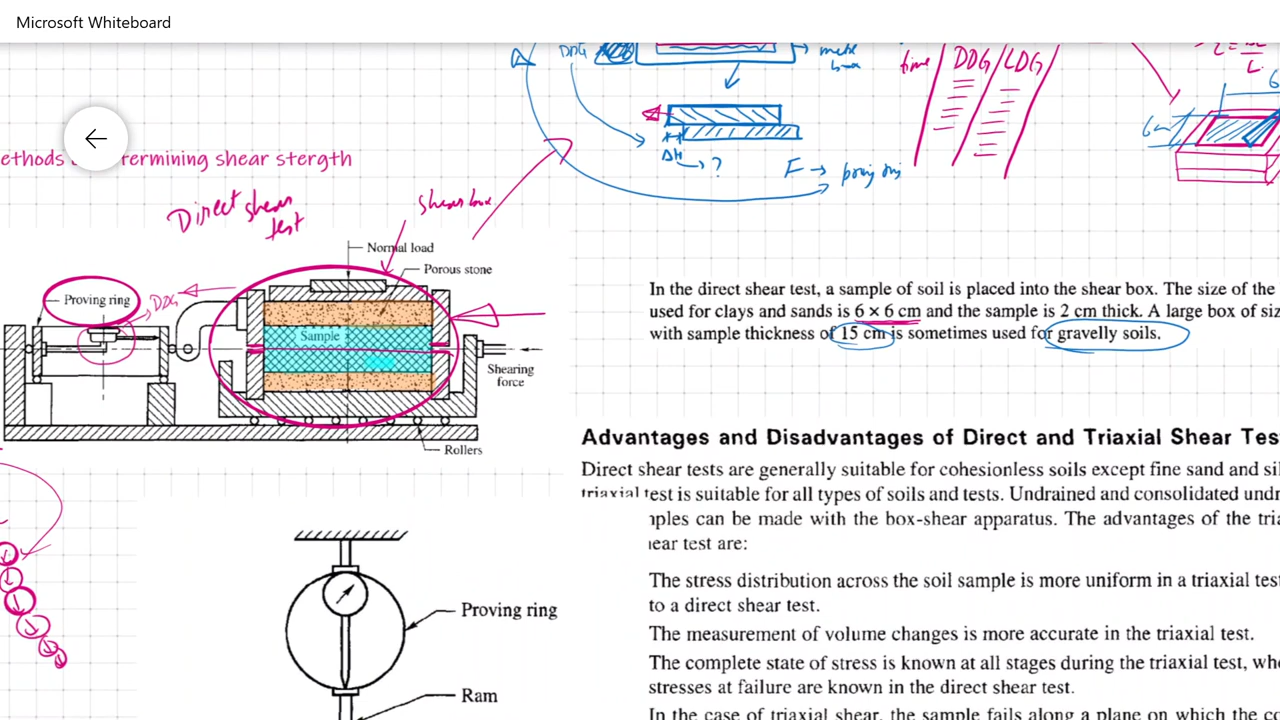 Microsoft Whiteboard
DDG
time DDG LDG
L
ΔH
?
F → proving ring
ethods
termining shear stergth
Direct shear
test
shear box
Normal load
Porous stone
Proving ring
DDG
Sample
Shearing
force
Rollers
In the direct shear test, a sample of soil is placed into the shear box. The size of the
used for clays and sands is 6 × 6 cm and the sample is 2 cm thick. A large box of siz
with sample thickness of 15 cm is sometimes used for gravelly soils.
Advantages and Disadvantages of Direct and Triaxial Shear Tes
Direct shear tests are generally suitable for cohesionless soils except fine sand and sil
triaxial test is suitable for all types of soils and tests. Undrained and consolidated undr
nples can be made with the box-shear apparatus. The advantages of the tria
lear test are:
The stress distribution across the soil sample is more uniform in a triaxial test
to a direct shear test.
The measurement of volume changes is more accurate in the triaxial test.
The complete state of stress is known at all stages during the triaxial test, whe
stresses at failure are known in the direct shear test.
In the case of triaxial shear, the sample fails along a plane on which the co
Proving ring
Ram